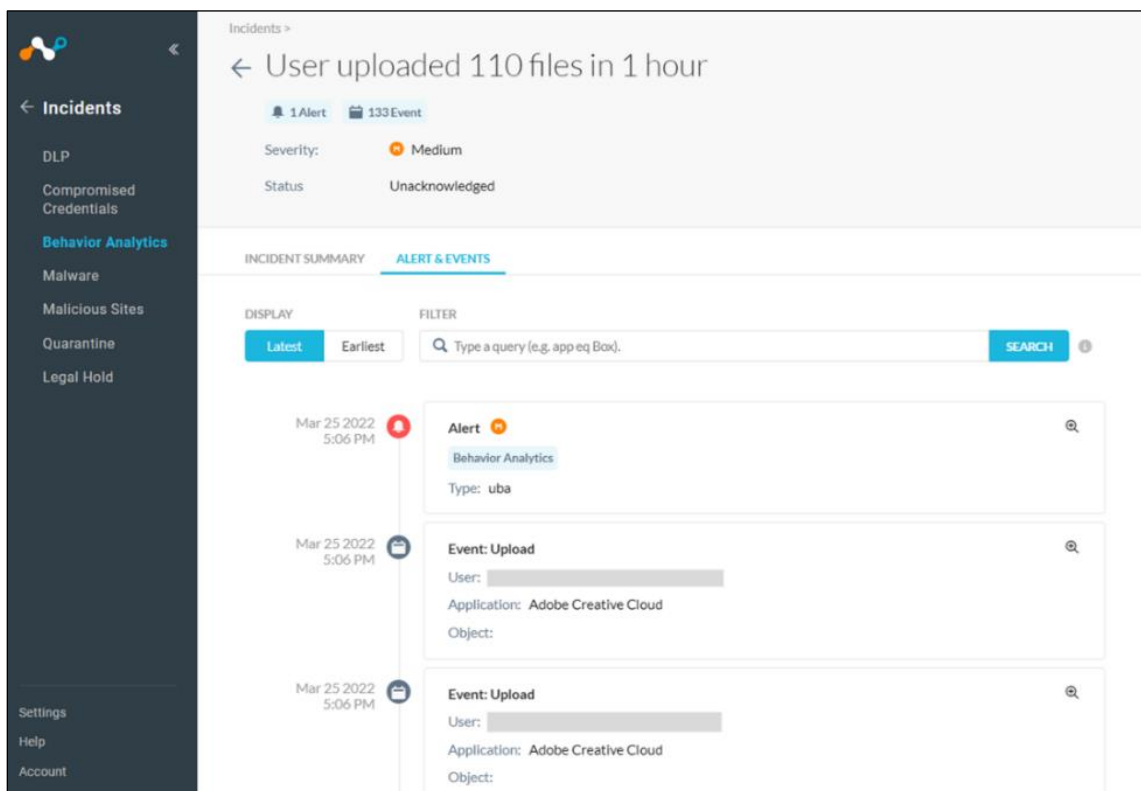 Incidents
DLP
Compromised
Credentials
Behavior Analytics
Malware
Malicious Sites
Quarantine
Legal Hold
Settings
Help
Account
Incidents >
User uploaded 110 files in 1 hour
1 Alert 133 Event
Severity: M Medium
Status Unacknowledged
INCIDENT SUMMARY ALERT & EVENTS
DISPLAY FILTER
Latest Earliest Type a query (e.g. app eq Box). SEARCH
Mar 25 2022
5:06 PM
Alert M
Behavior Analytics
Type: uba
Mar 25 2022
5:06 PM
Event: Upload
User:
Application: Adobe Creative Cloud
Object:
Mar 25 2022
5:06 PM
Event: Upload
User:
Application: Adobe Creative Cloud
Object: